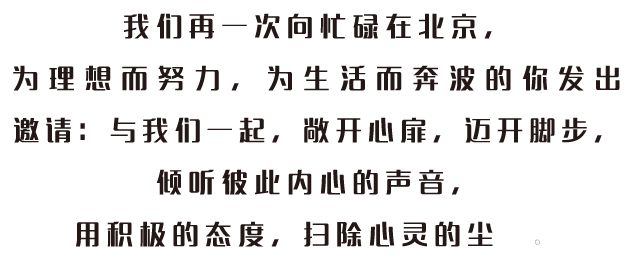 我们再一次向忙碌在北京，
为理想而努力，为生活而奔波的你发出
邀请：与我们一起，敞开心扉，迈开脚步，
倾听彼此内心的声音，
用积极的态度，扫除心灵的尘 。